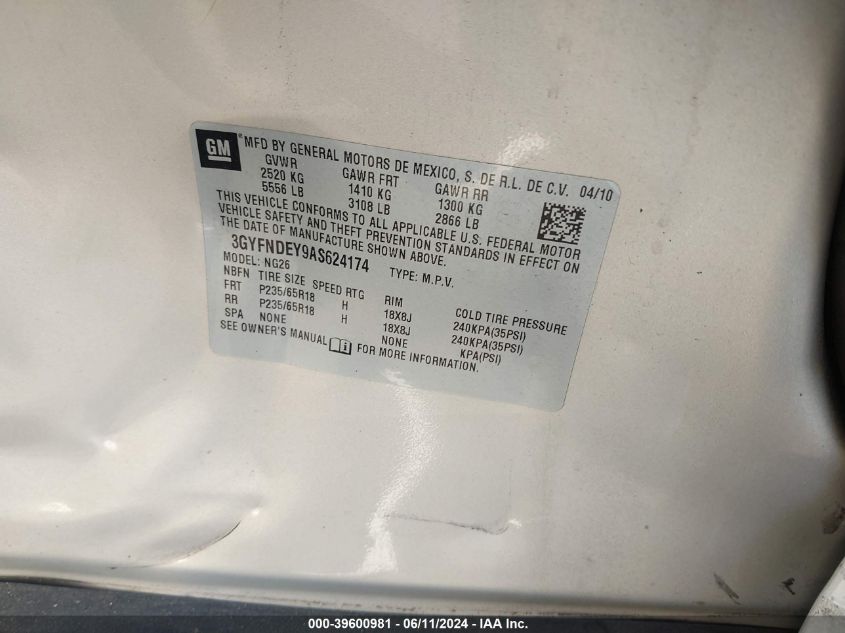 GM
® MFD BY GENERAL MOTORS DE MEXICO, S. DE R.L. DE C.V. 04/10
GVWR GAWR FRT GAWR RR
2520 KG 1410 KG 1300 KG
5556 LB 3108 LB 2866 LB
THIS VEHICLE CONFORMS TO ALL APPLICABLE U.S. FEDERAL MOTOR
VEHICLE SAFETY AND THEFT PREVENTION STANDARDS IN EFFECT ON
THE DATE OF MANUFACTURE SHOWN ABOVE.
3GYFNDEY9AS624174 TYPE: M.P.V.
MODEL: NG26
NBFN TIRE SIZE SPEED RTG RIM COLD TIRE PRESSURE
FRT P235/65R18 H 18X8J 240KPA(35PSI)
RR P235/65R18 H 18X8J 240KPA(35PSI)
SPA NONE NONE KPA(PSI)
SEE OWNER'S MANUAL FOR MORE INFORMATION.
000-39600981 - 06/11/2024 - IAA Inc.